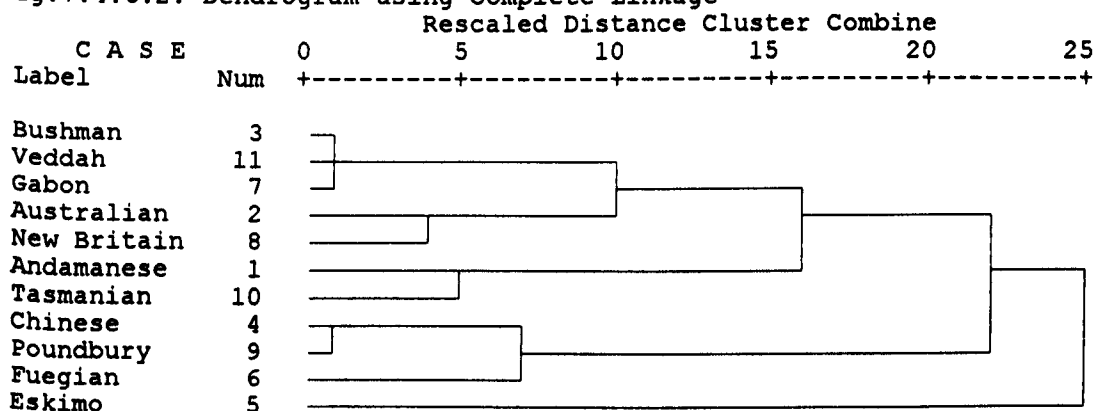 Dendrogram using Complete Linkage
Rescaled Distance Cluster Combine
C A S E 0 5 10 15 20 25
Label Num +---------+---------+---------+---------+---------+
Bushman 3
Veddah 11
Gabon 7
Australian 2
New Britain 8
Andamanese 1
Tasmanian 10
Chinese 4
Poundbury 9
Fuegian 6
Eskimo 5